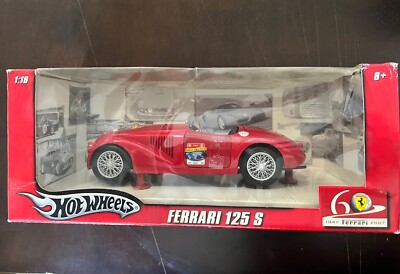 1:18
8+
HOT WHEELS
FERRARI 125 S
60
1947 Ferrari 2007